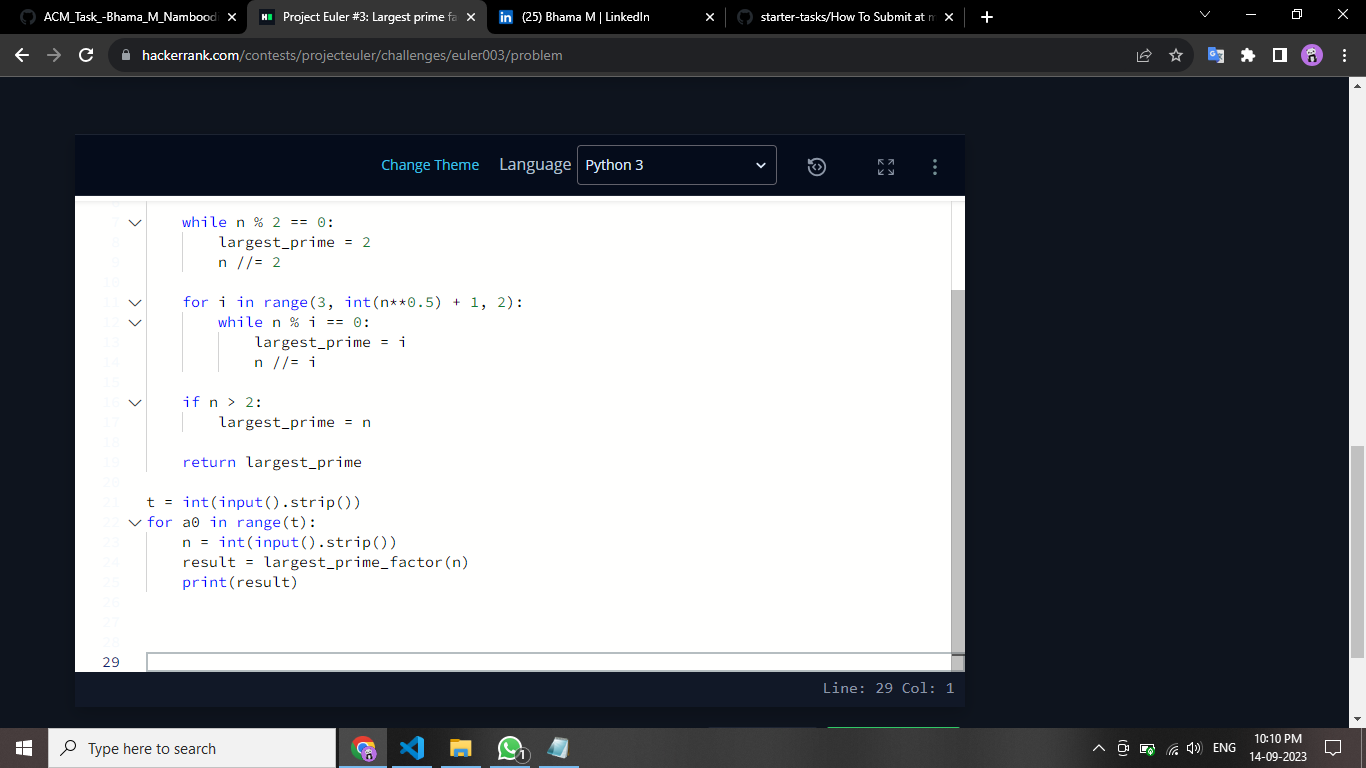 ACM_Task_-Bhama_M_Nambood
Project Euler #3: Largest prime fa
(25) Bhama M | LinkedIn
starter-tasks/How To Submit at m
hackerrank.com/contests/projecteuler/challenges/euler003/problem
Change Theme Language Python 3
7 while n % 2 == 0:
8 largest_prime = 2
9 n //= 2
10
11 for i in range(3, int(n**0.5) + 1, 2):
12 while n % i == 0:
13 largest_prime = i
14 n //= i
15
16 if n > 2:
17 largest_prime = n
18
19 return largest_prime
20
21 t = int(input().strip())
22 for a0 in range(t):
23 n = int(input().strip())
24 result = largest_prime_factor(n)
25 print(result)
26
27
28
29
Line: 29 Col: 1
Type here to search
1
ENG
10:10 PM
14-09-2023